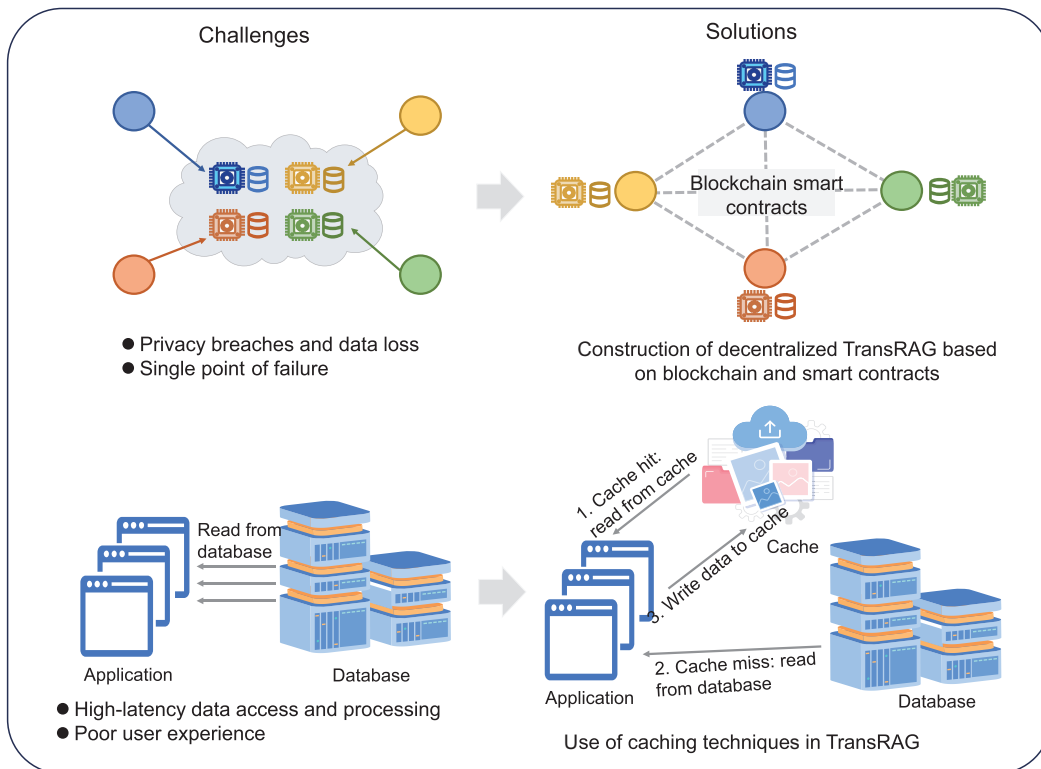 Challenges
Solutions
Blockchain smart
contracts
● Privacy breaches and data loss
● Single point of failure
Construction of decentralized TransRAG based
on blockchain and smart contracts
Read from
database
Application
Database
● High-latency data access and processing
● Poor user experience
1. Cache hit:
read from cache
3. Write data to cache
Cache
2. Cache miss: read
from database
Application
Database
Use of caching techniques in TransRAG